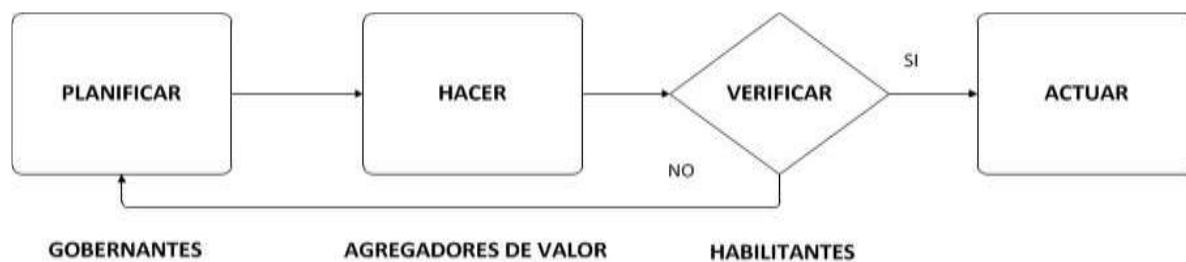 PLANIFICAR
HACER
VERIFICAR
SI
ACTUAR
NO
GOBERNANTES
AGREGADORES DE VALOR
HABILITANTES